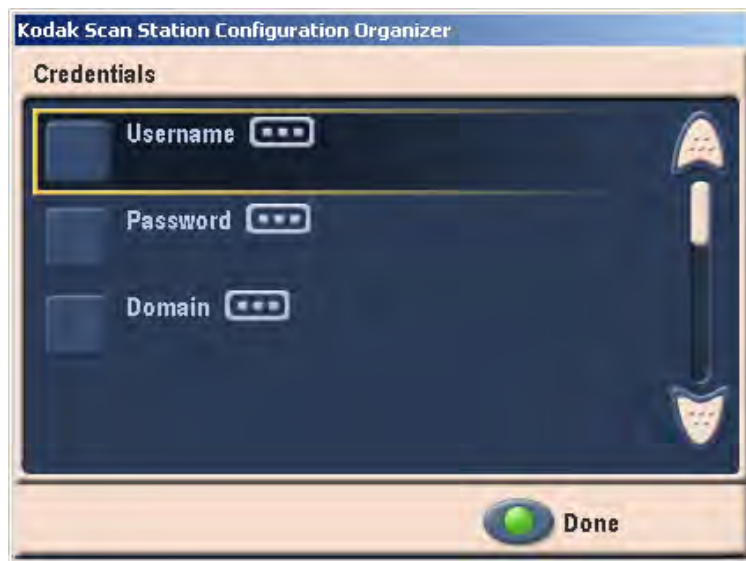 Kodak Scan Station Configuration Organizer
Credentials
Username
Password
Domain
Done